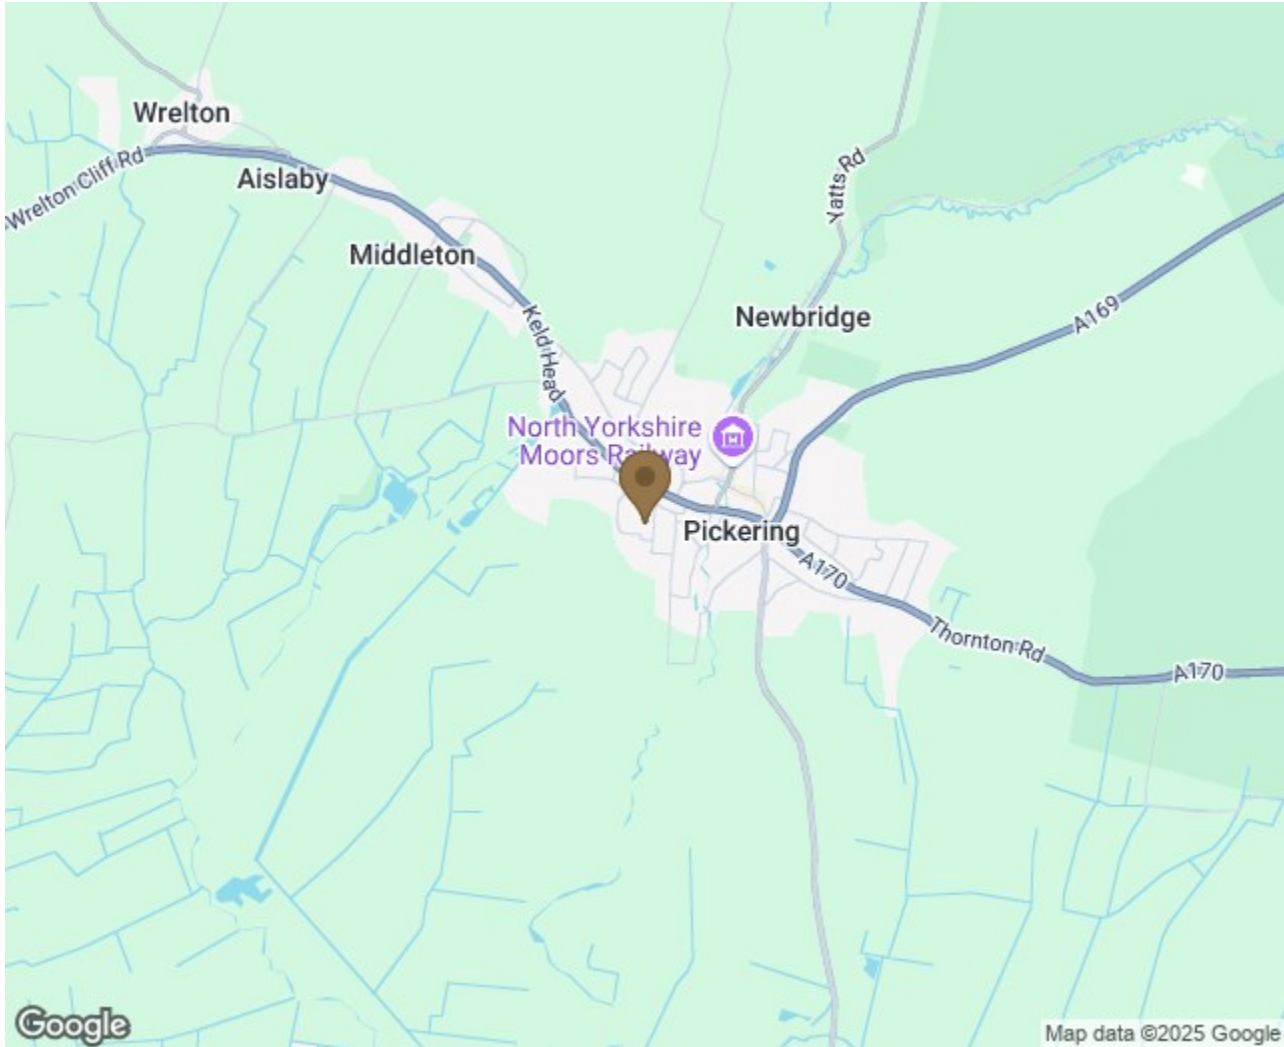 Wrelton
Wrelton Cliff Rd
Aislaby
Yatts Rd
Middleton
Keld Head
Newbridge
A169
North Yorkshire
Moors Railway
Pickering
A170
Thornton Rd
A170
Google
Map data ©2025 Google